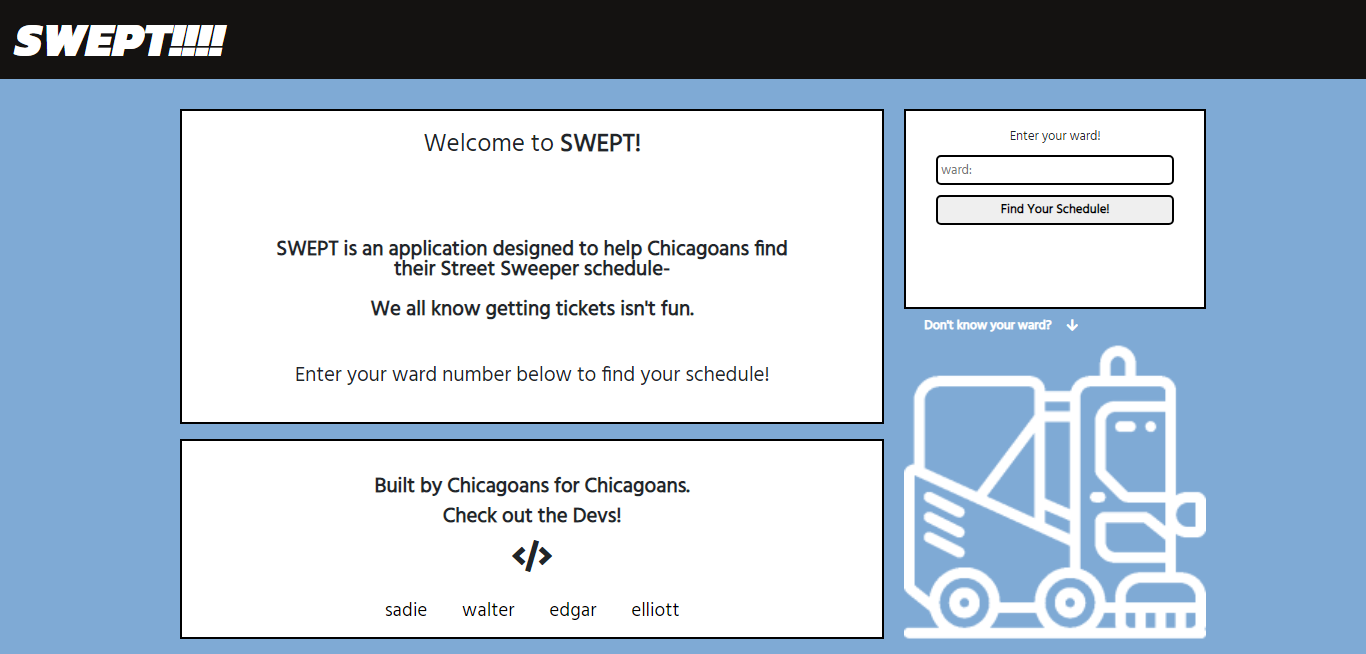 SWEPT!!!!
Welcome to SWEPT!
SWEPT is an application designed to help Chicagoans find
their Street Sweeper schedule-
We all know getting tickets isn't fun.
Enter your ward number below to find your schedule!
Built by Chicagoans for Chicagoans.
Check out the Devs!
</>
sadie walter edgar elliott
Enter your ward!
ward:
Find Your Schedule!
Don't know your ward? ↓